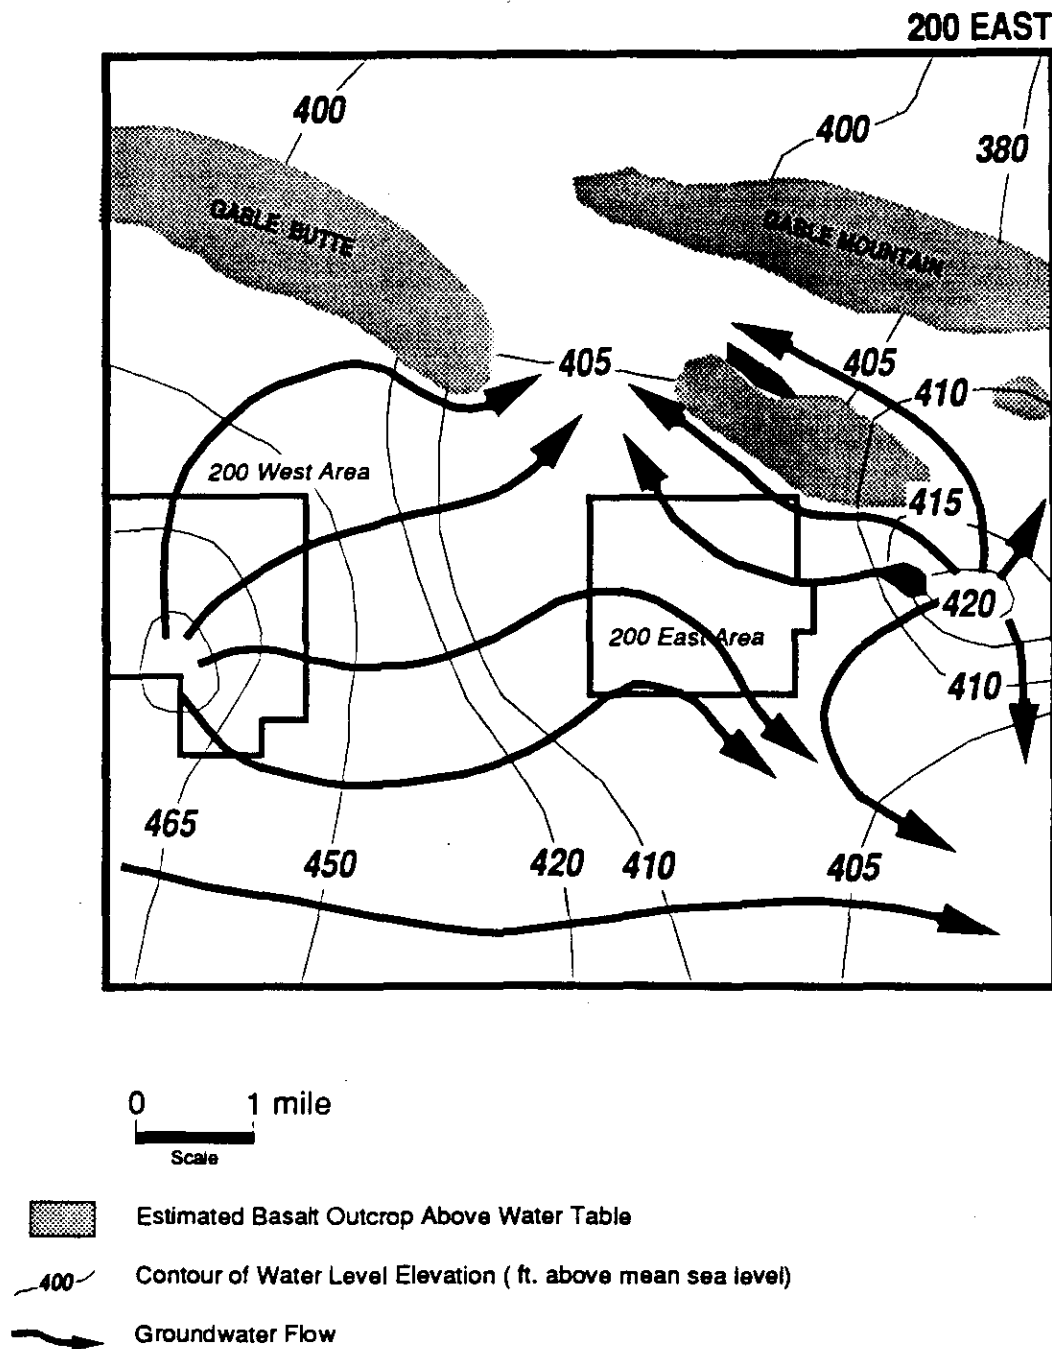 200 EAST
400
400
380
GABLE BUTTE
GABLE MOUNTAIN
405
405
410
200 West Area
415
420
200 East Area
410
465
450
420
410
405
0 1 mile
Scale
Estimated Basalt Outcrop Above Water Table
400
Contour of Water Level Elevation ( ft. above mean sea level)
Groundwater Flow